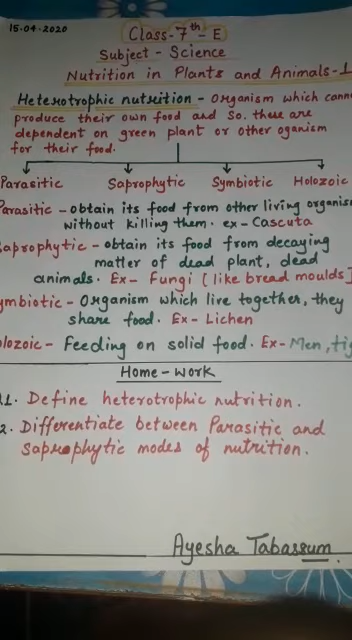 15-04-2020
Class-7th-E
Subject - Science
Nutrition in Plants and Animals-1
Heterotrophic nutrition - Organism which cann
produce their own food and So, these are
dependent on green plant or other oganism
for their food.
Parasitic Saprophytic Symbiotic Holozoic
Parasitic - obtain its food from other living organis
without killing them. ex- Cascuta
aprophytic - obtain its food from decaying
matter of dead plant, dead
animals. Ex- Fungi [like bread moulds]
ymbiotic - Organism which live together, they
share food. Ex - Lichen
olozoic - Feeding on solid food. Ex- Men, tig
Home - work
1. Define heterotrophic nutrition.
2. Differentiate between Parasitic and
saprophytic modes of nutrition.
Ayesha Tabassum